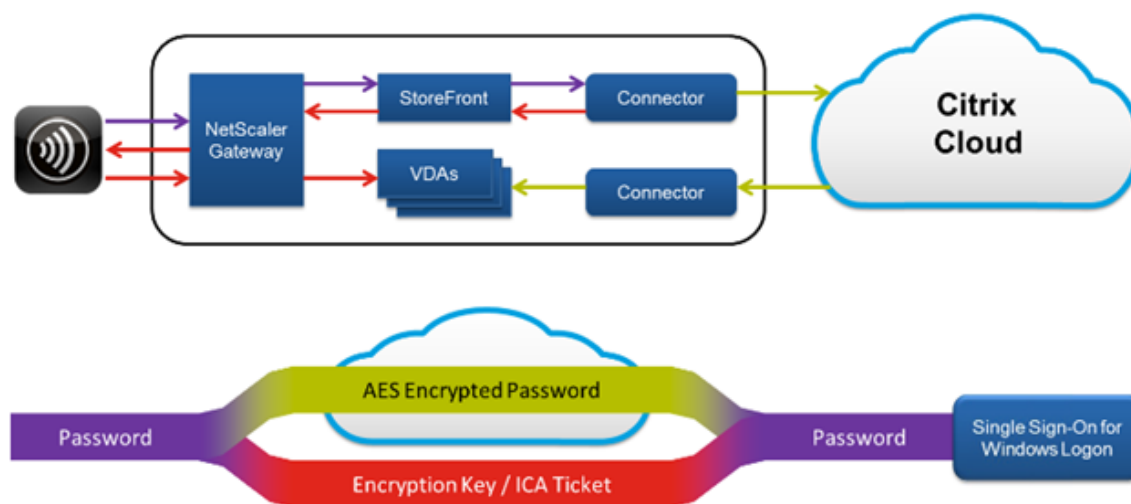 NetScaler
Gateway
StoreFront
Connector
Citrix
Cloud
VDAs
Connector
AES Encrypted Password
Password
Password
Single Sign-On for
Windows Logon
Encryption Key / ICA Ticket